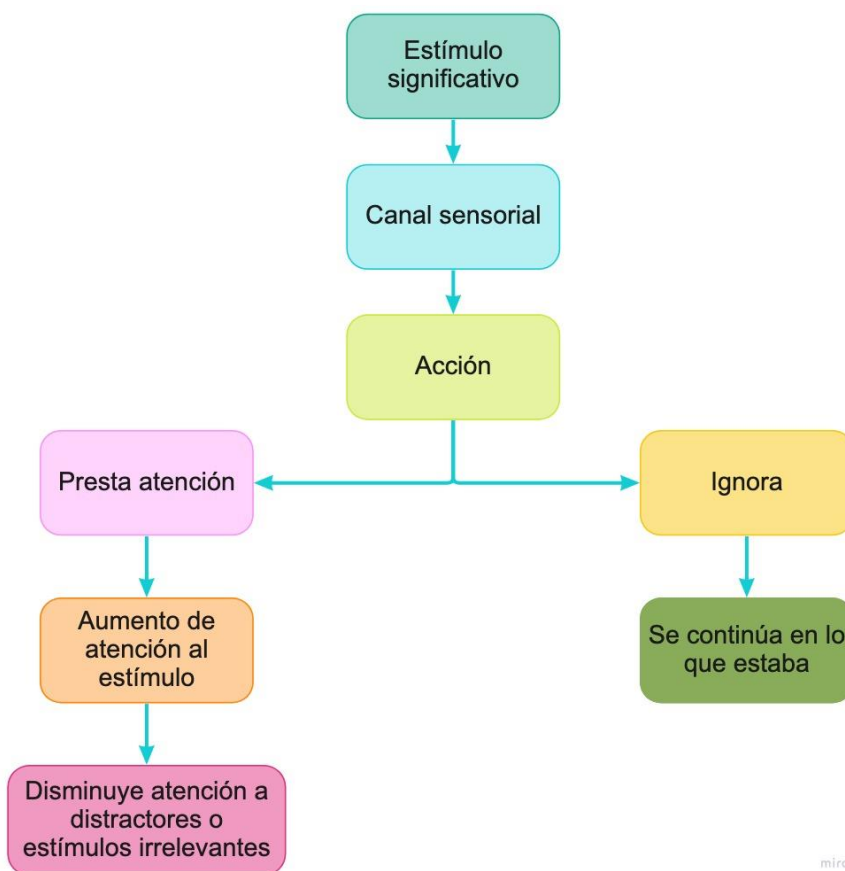 Estímulo
significativo
Canal sensorial
Acción
Presta atención
Ignora
Aumento de
atención al
estímulo
Se continúa en lo
que estaba
Disminuye atención a
distractores o
estímulos irrelevantes